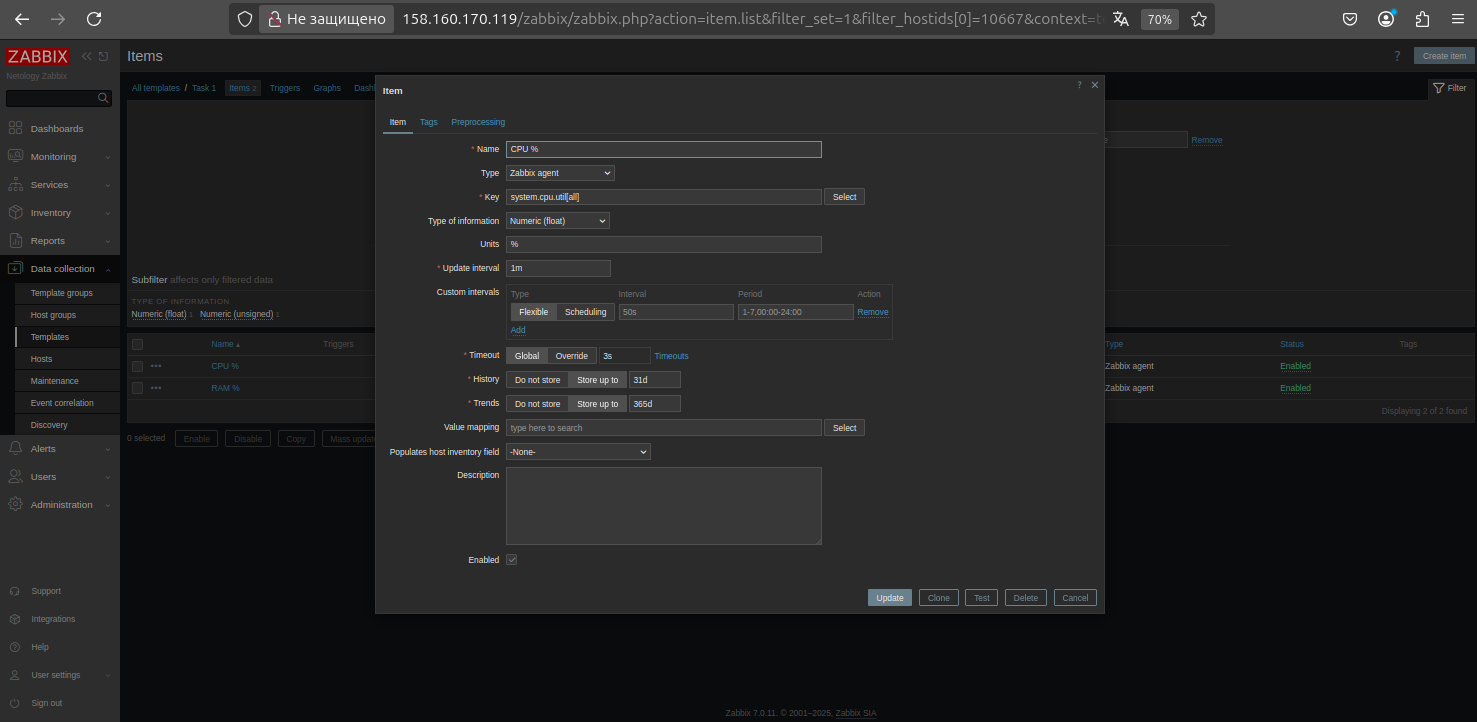 Не защищено
158.160.170.119/zabbix/zabbix.php?action=item.list&filter_set=1&filter_hostids[0]=10667&context=te
70%
ZABBIX
Netology Zabbix
Dashboards
Monitoring
Services
Inventory
Reports
Data collection
Template groups
Host groups
Templates
Hosts
Maintenance
Event correlation
Discovery
Alerts
Users
Administration
Support
Integrations
Help
User settings
Sign out
Items
? Create item
All templates / Task 1 Items 2 Triggers Graphs Dashb
Filter
Remove
Subfilter affects only filtered data
TYPE OF INFORMATION
Numeric (float) 1 Numeric (unsigned) 1
Name Triggers Type Status Tags
CPU % Zabbix agent Enabled
RAM % Zabbix agent Enabled
Displaying 2 of 2 found
0 selected Enable Disable Copy Mass update
Item
?
Item Tags Preprocessing
* Name CPU %
Type Zabbix agent
* Key system.cpu.util[all] Select
Type of information Numeric (float)
Units %
* Update interval 1m
Custom intervals Type Interval Period Action
Flexible Scheduling 50s 1-7,00:00-24:00 Remove
Add
* Timeout Global Override 3s Timeouts
* History Do not store Store up to 31d
* Trends Do not store Store up to 365d
Value mapping type here to search Select
Populates host inventory field -None-
Description
Enabled
Update Clone Test Delete Cancel
Zabbix 7.0.11. © 2001–2025, Zabbix SIA